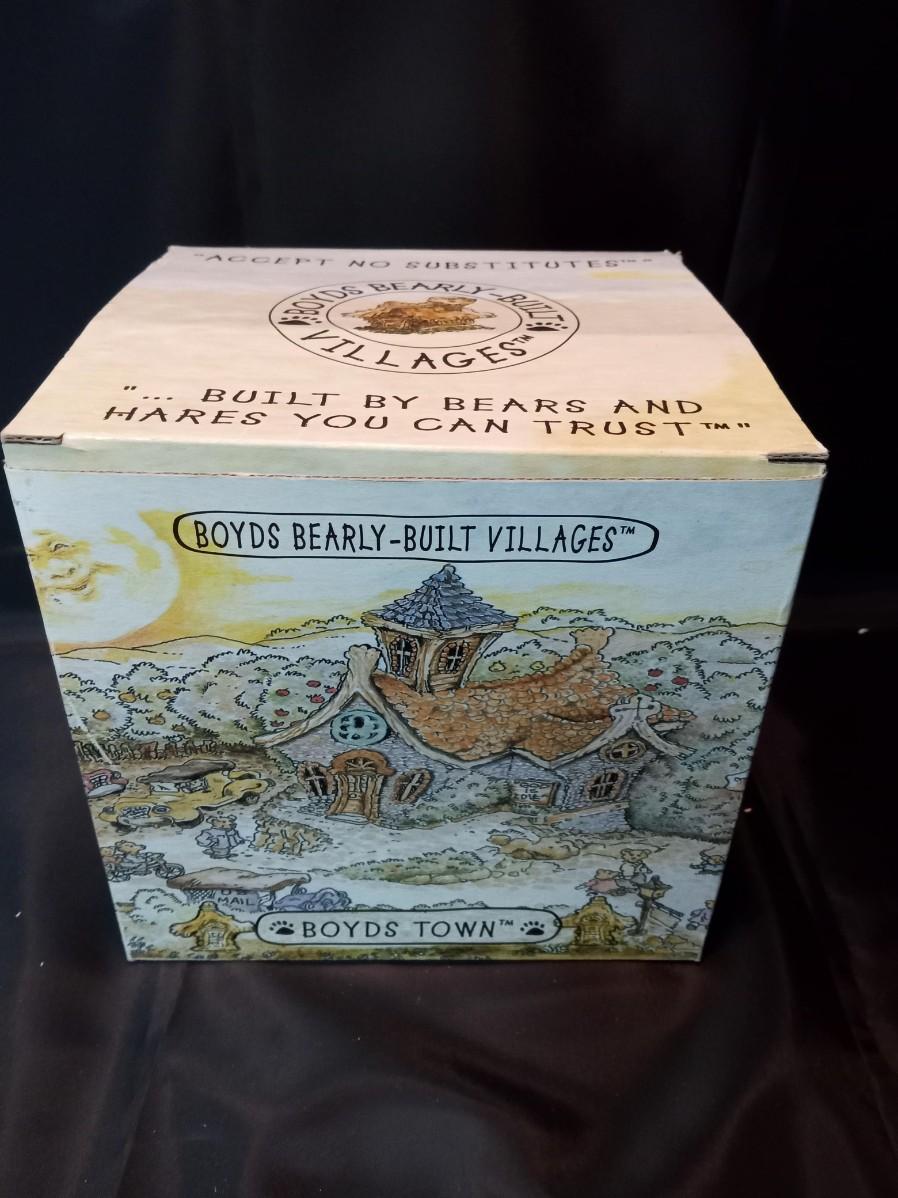 "ACCEPT NO SUBSTITUTES™"
BOYDS BEARLY-BUILT
VILLAGES™
"... BUILT BY BEARS AND
HARES YOU CAN TRUST™"
BOYDS BEARLY-BUILT VILLAGES™
MAIL
BOYDS TOWN™